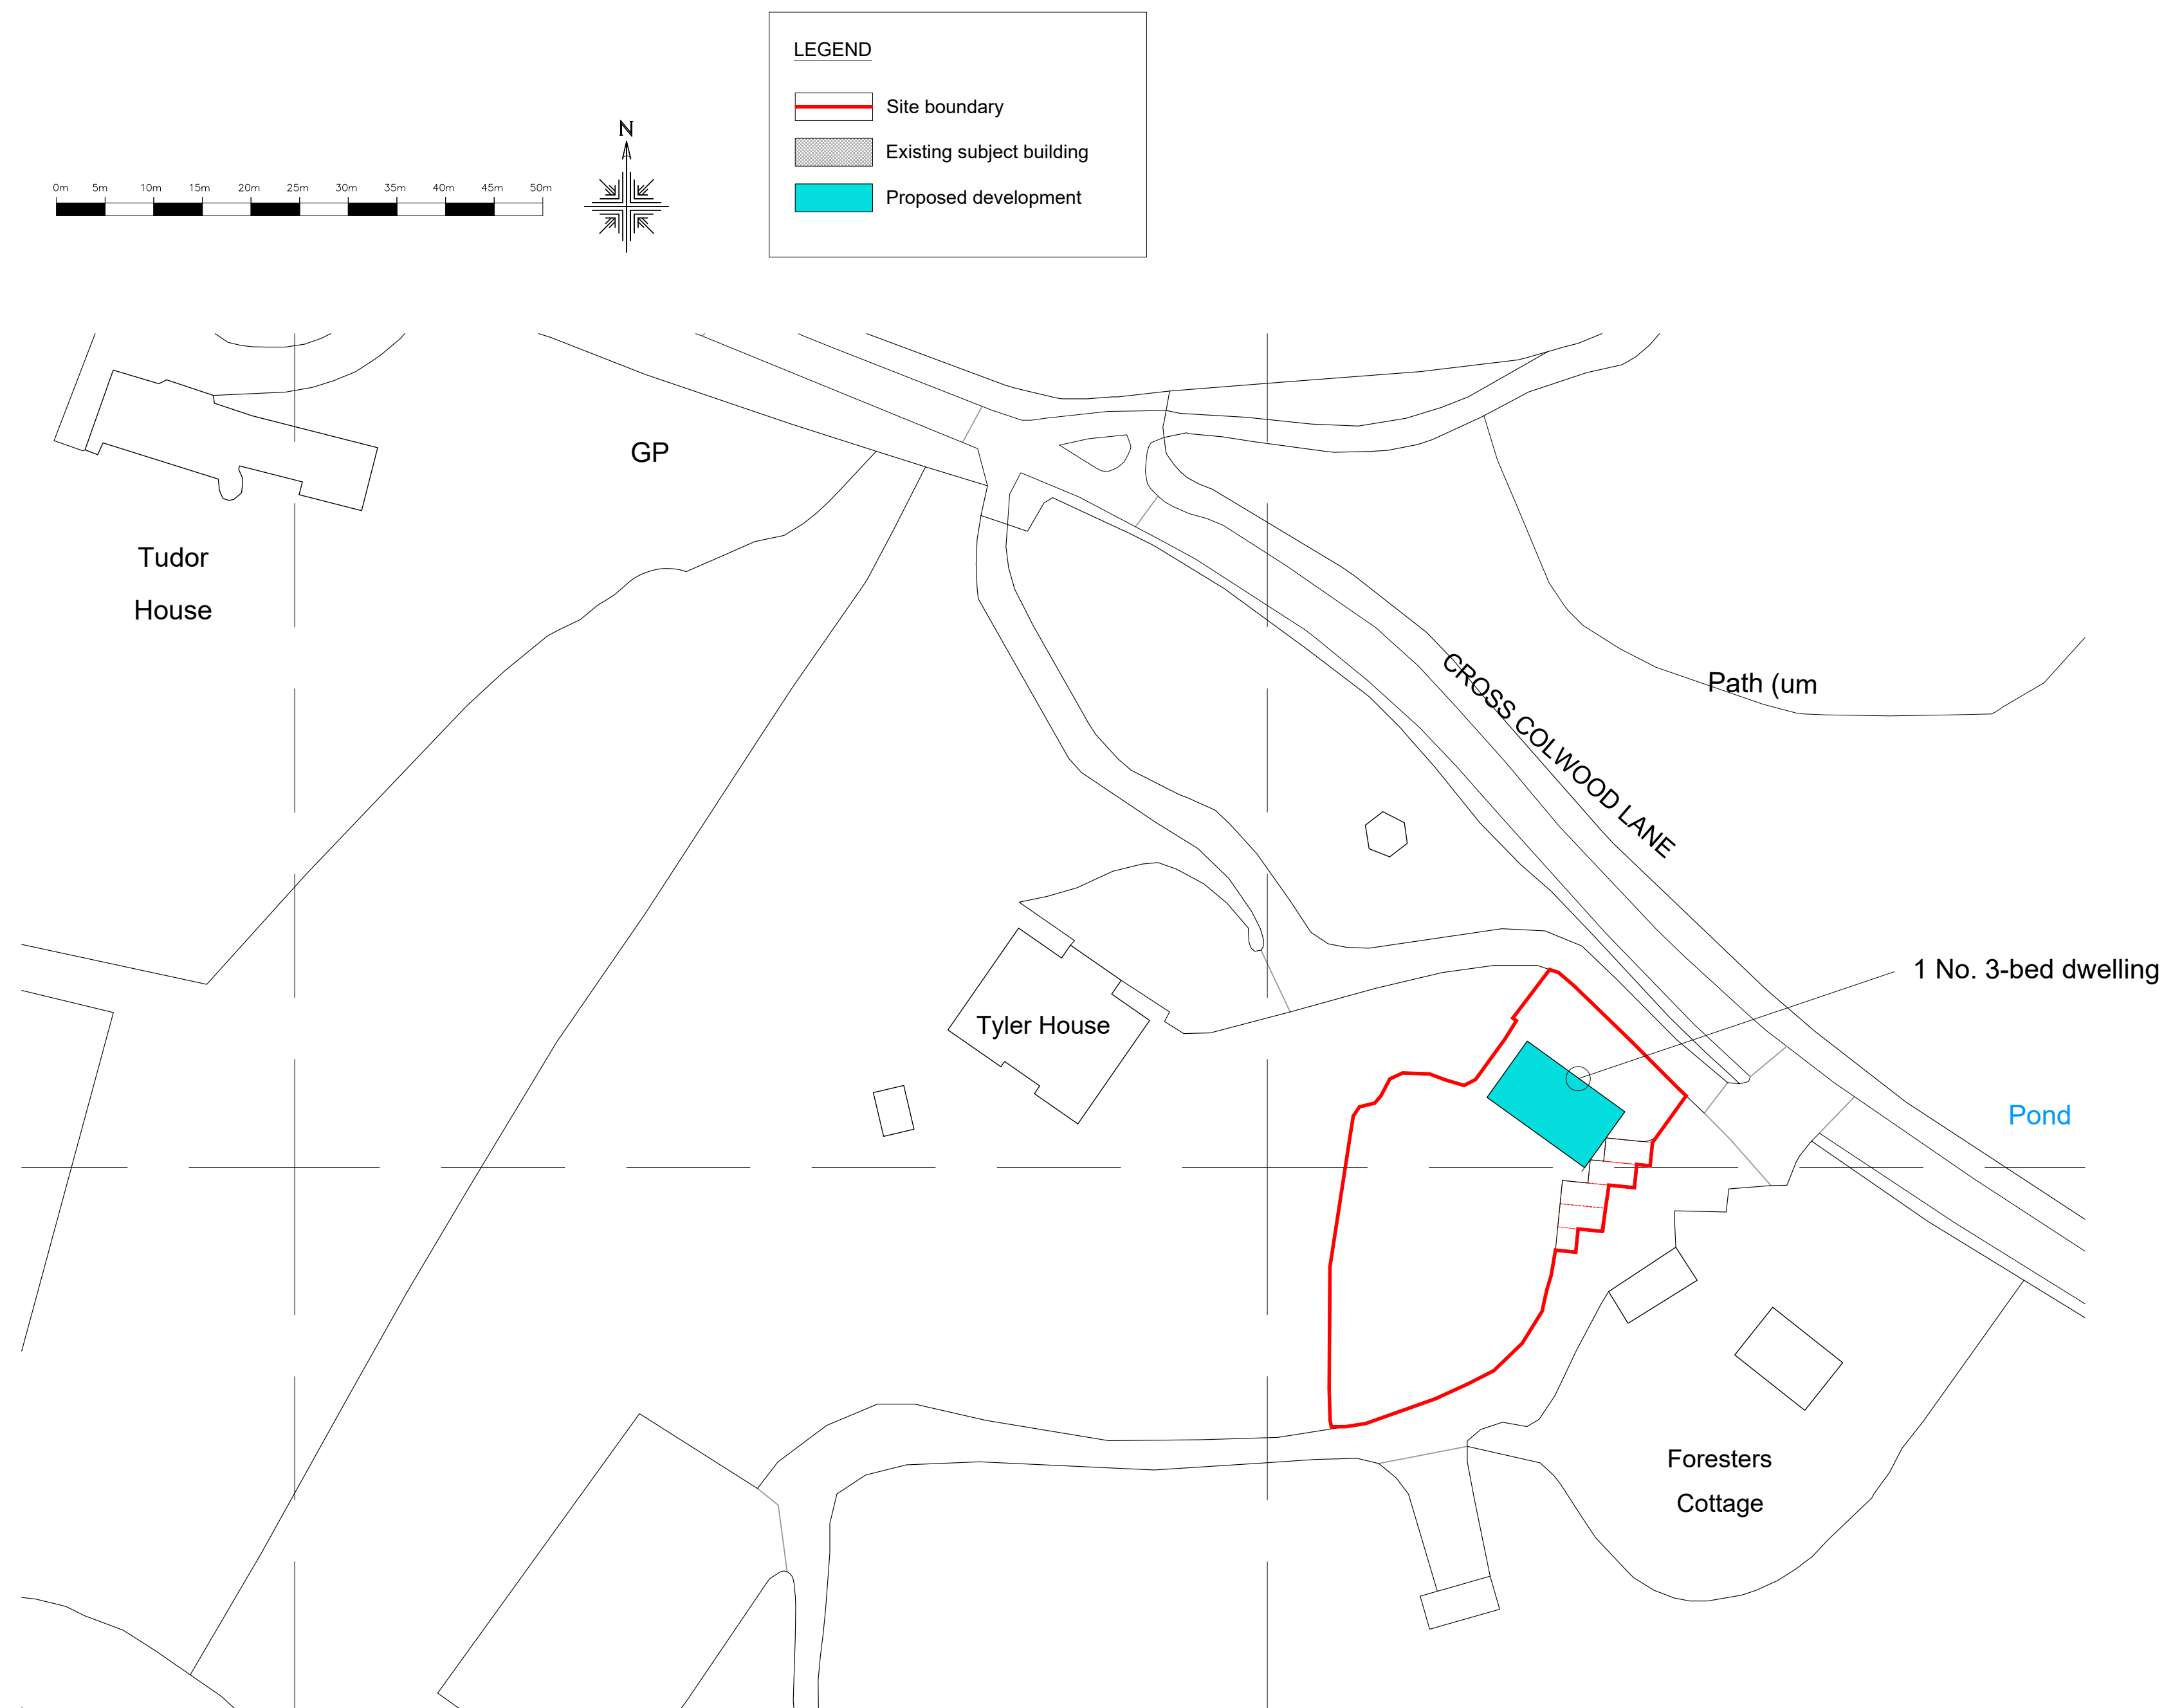 LEGEND
Site boundary
Existing subject building
Proposed development
N
0m 5m 10m 15m 20m 25m 30m 35m 40m 45m 50m
GP
Tudor
House
CROSS COLWOOD LANE
Path (um
1 No. 3-bed dwelling
Tyler House
Pond
Foresters
Cottage